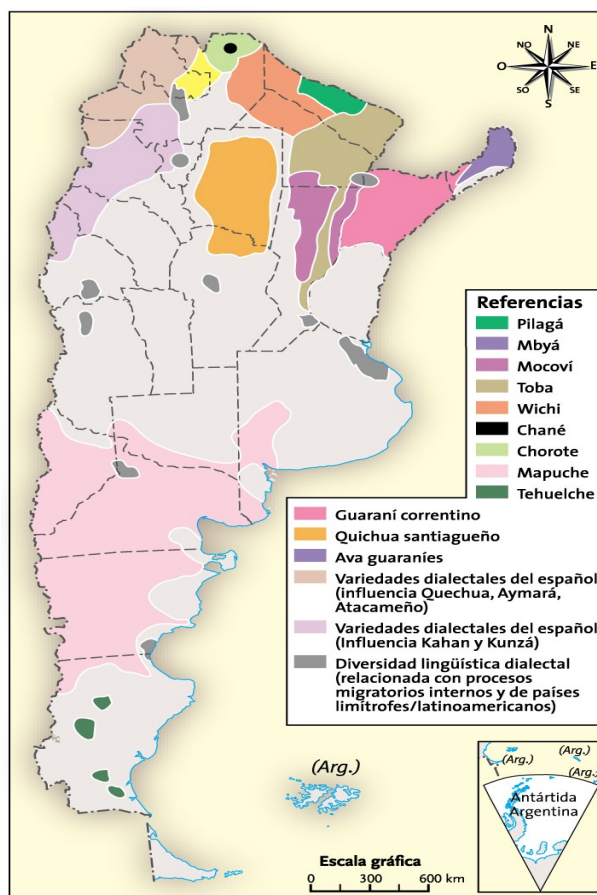 N
NO
NE
O
E
SO
SE
S
Referencias
Pilagá
Mbyá
Mocoví
Toba
Wichi
Chané
Chorote
Mapuche
Tehuelche
Guaraní correntino
Quichua santiagueño
Ava guaraníes
Variedades dialectales del español
(influencia Quechua, Aymará,
Atacameño)
Variedades dialectales del español
(Influencia Kahan y Kunzá)
Diversidad lingüística dialectal
(relacionada con procesos
migratorios internos y de países
limítrofes/latinoamericanos)
(Arg.)
(Arg.)
(Arg.)
(Arg.)
Antártida
Argentina
Escala gráfica
0 300 600 km